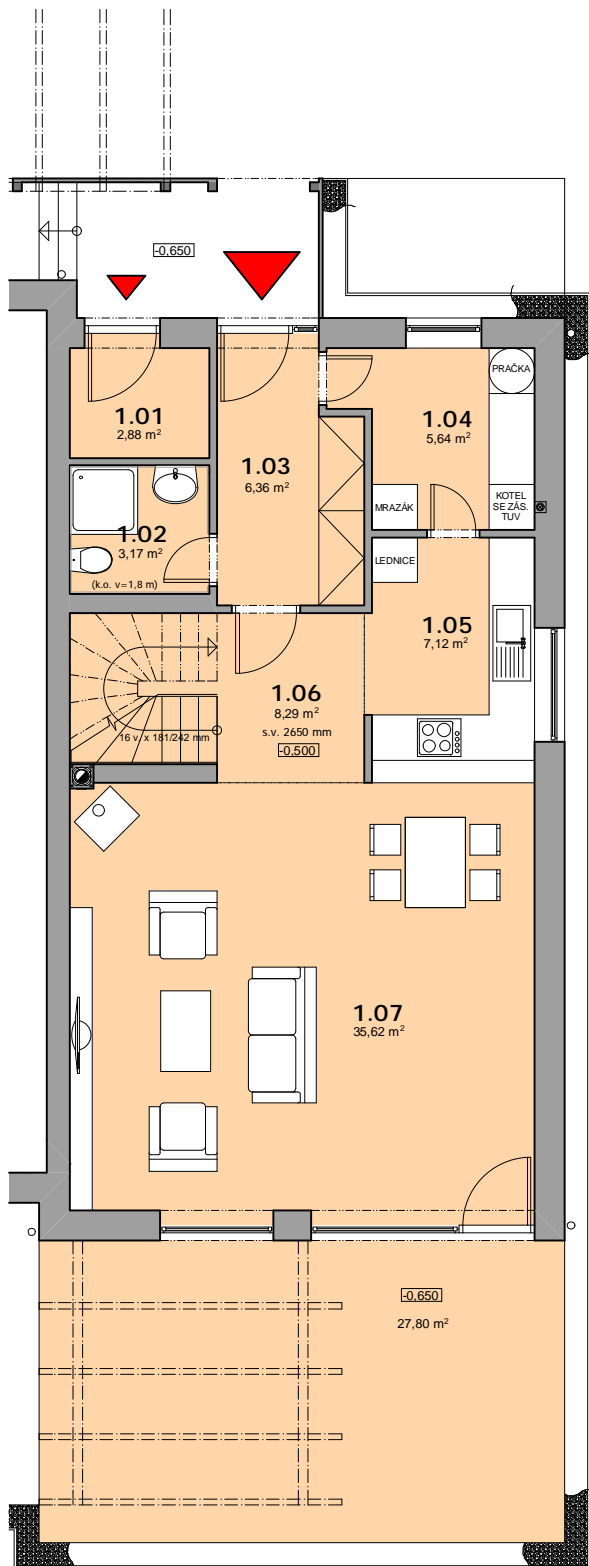 -0,650
1.01
2,88 m²
1.02
3,17 m²
(k.o. v=1,8 m)
1.03
6,36 m²
1.04
5,64 m²
PRAČKA
MRAZÁK
KOTEL
SE ZÁS.
TUV
LEDNICE
1.05
7,12 m²
1.06
8,29 m²
s.v. 2650 mm
-0,500
16 v. x 181/242 mm
1.07
35,62 m²
-0,650
27,80 m²